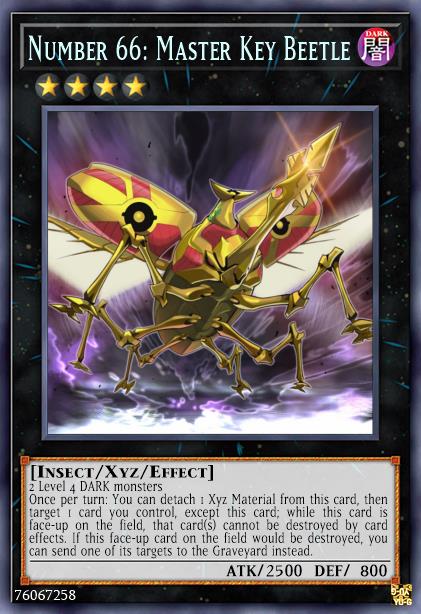 Number 66: Master Key Beetle
DARK
闇
[Insect/Xyz/Effect]
2 Level 4 DARK monsters
Once per turn: You can detach 1 Xyz Material from this card, then
target 1 card you control, except this card; while this card is
face-up on the field, that card(s) cannot be destroyed by card
effects. If this face-up card on the field would be destroyed, you
can send one of its targets to the Graveyard instead.
ATK/2500 DEF/ 800
76067258